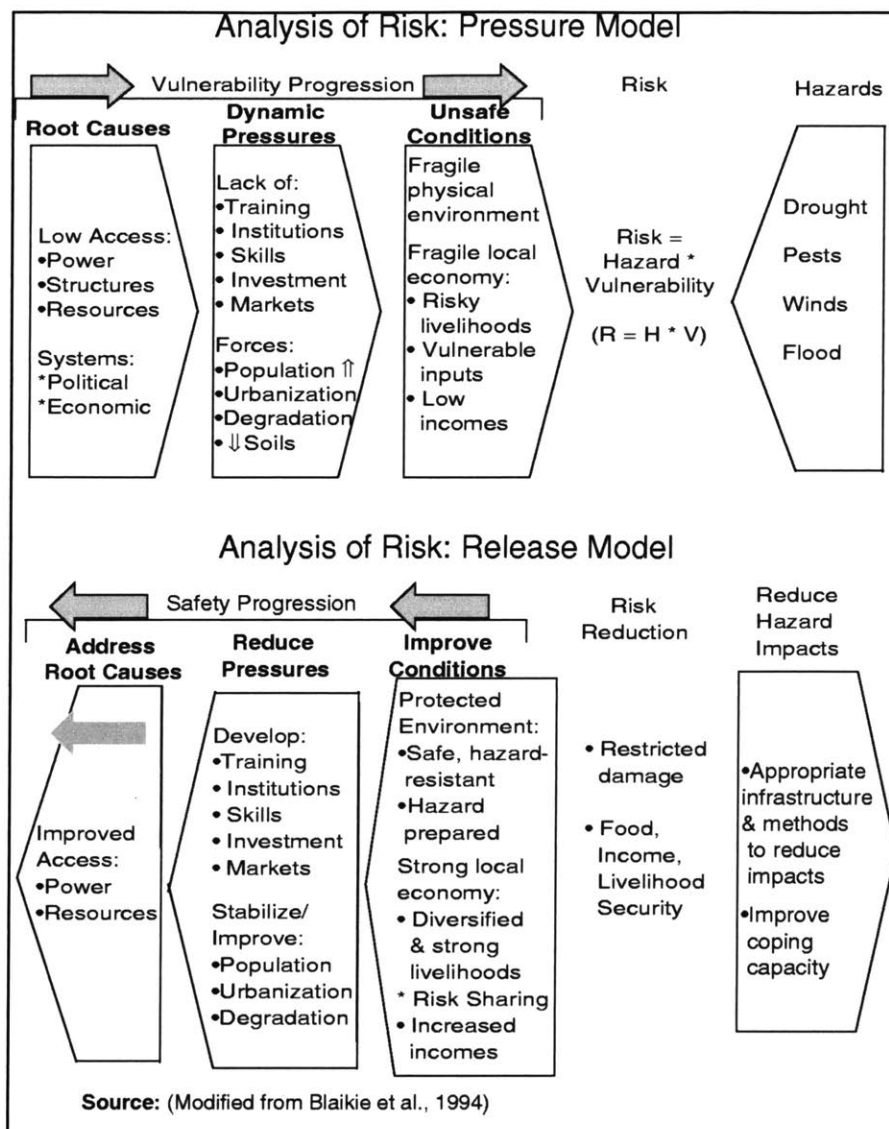 Analysis of Risk: Pressure Model
Vulnerability Progression
Risk
Hazards
Root Causes
Low Access:
•Power
•Structures
•Resources
Systems:
*Political
*Economic
Dynamic
Pressures
Lack of:
•Training
• Institutions
• Skills
• Investment
• Markets
Forces:
•Population ⇑
•Urbanization
•Degradation
• ⇓Soils
Unsafe
Conditions
Fragile
physical
environment
Fragile local
economy:
• Risky
livelihoods
• Vulnerable
inputs
• Low
incomes
Risk =
Hazard *
Vulnerability
(R = H * V)
Drought
Pests
Winds
Flood
Analysis of Risk: Release Model
Safety Progression
Risk
Reduction
Reduce
Hazard
Impacts
Address
Root Causes
Improved
Access:
•Power
•Resources
Reduce
Pressures
Develop:
•Training
• Institutions
• Skills
• Investment
• Markets
Stabilize/
Improve:
•Population
•Urbanization
•Degradation
Improve
Conditions
Protected
Environment:
•Safe, hazard-
resistant
•Hazard
prepared
Strong local
economy:
• Diversified
& strong
livelihoods
* Risk Sharing
• Increased
incomes
• Restricted
damage
• Food,
Income,
Livelihood
Security
•Appropriate
infrastructure
& methods
to reduce
impacts
•Improve
coping
capacity
Source: (Modified from Blaikie et al., 1994)